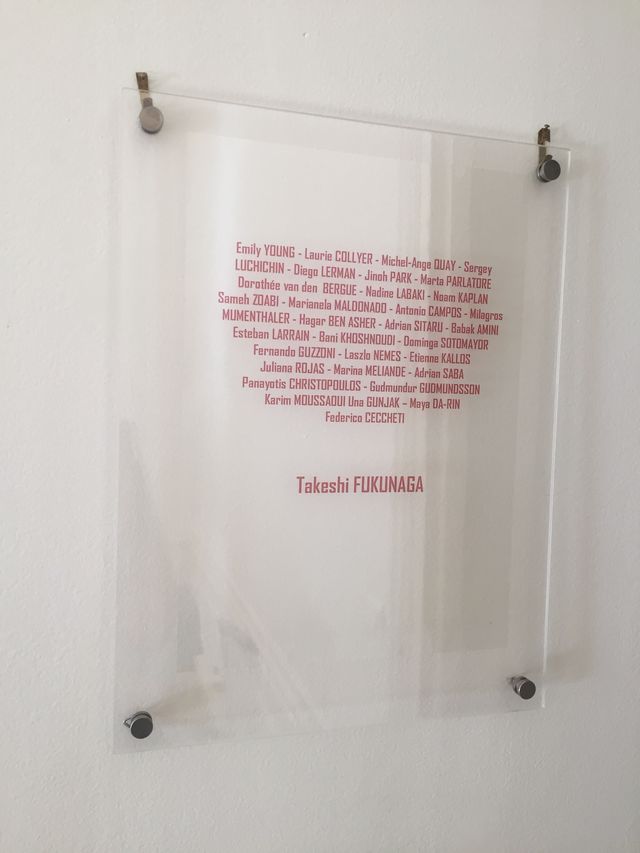 Emily YOUNG - Laurie COLLYER - Michel-Ange QUAY - Sergey
LUCHICHIN - Diego LERMAN - Jinoh PARK - Marta PARLATORE
Dorothée van den BERGUE - Nadine LABAKI - Noam KAPLAN
Sameh ZOABI - Marianela MALDONADO - Antonio CAMPOS - Milagros
MUMENTHALER - Hagar BEN ASHER - Adrian SITARU - Babak AMINI
Esteban LARRAIN - Bani KHOSHNOUDI - Dominga SOTOMAYOR
Fernando GUZZONI - Laszlo NEMES - Etienne KALLOS
Juliana ROJAS - Marina MELIANDE - Adrian SABA
Panayotis CHRISTOPOULOS - Gudmundur GUDMUNDSSON
Karim MOUSSAOUI Una GUNJAK – Maya DA-RIN
Federico CECCHETI
Takeshi FUKUNAGA